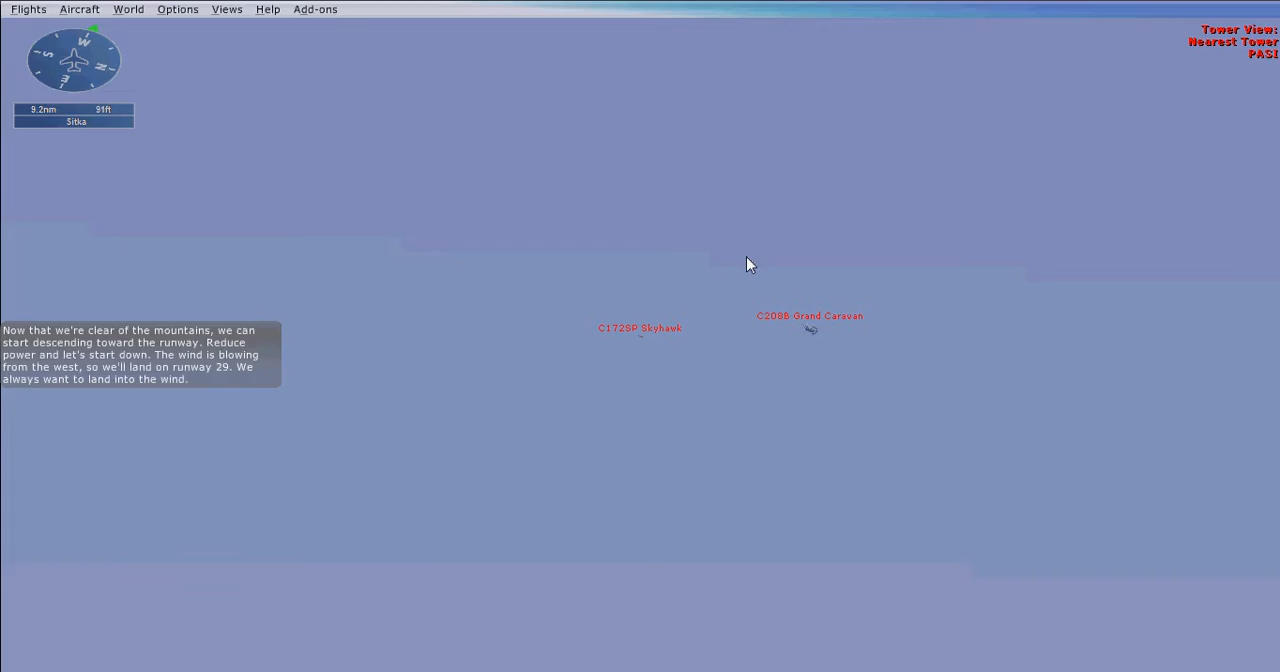 Flights Aircraft World Options Views Help Add-ons
Tower View:
Nearest Tower
PASI
W
S
N
E
9.2nm 91ft
Sitka
C208B Grand Caravan
C172SP Skyhawk
Now that we're clear of the mountains, we can
start descending toward the runway. Reduce
power and let's start down. The wind is blowing
from the west, so we'll land on runway 29. We
always want to land into the wind.